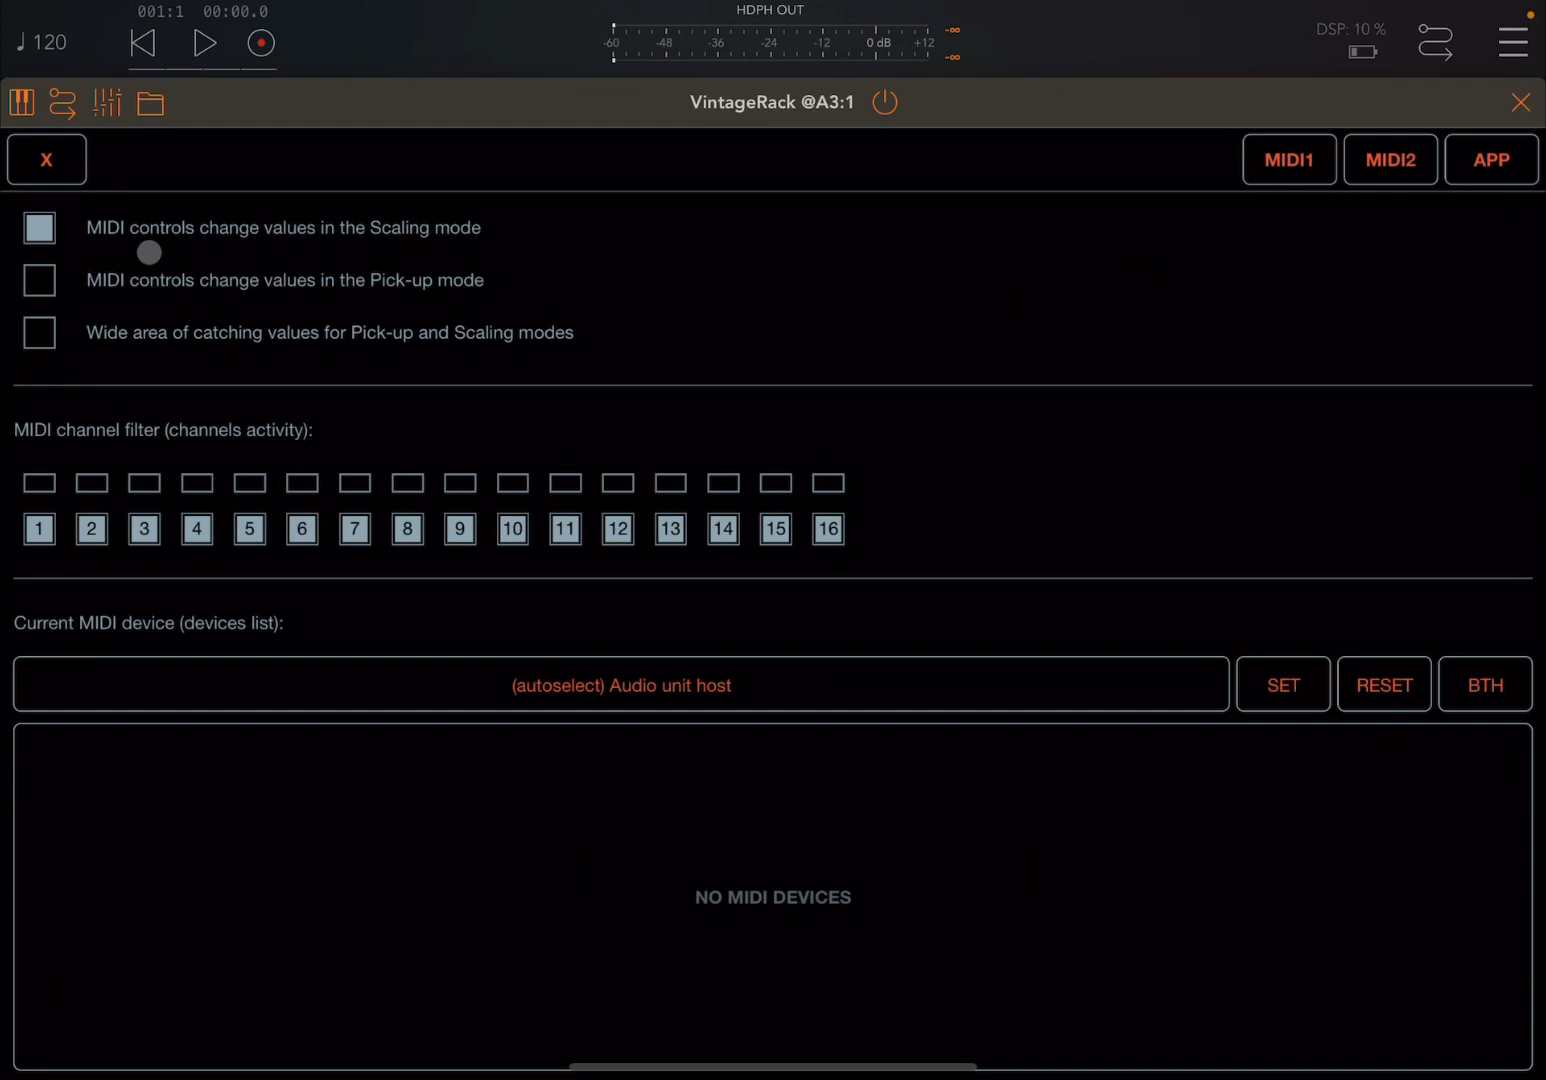 001:1 00:00.0
♩ 120
HDPH OUT
-60 -48 -36 -24 -12 0 dB +12
-∞
-∞
DSP: 10 %
VintageRack @A3:1
X
MIDI1 MIDI2 APP
MIDI controls change values in the Scaling mode
MIDI controls change values in the Pick-up mode
Wide area of catching values for Pick-up and Scaling modes
MIDI channel filter (channels activity):
1 2 3 4 5 6 7 8 9 10 11 12 13 14 15 16
Current MIDI device (devices list):
(autoselect) Audio unit host
SET RESET BTH
NO MIDI DEVICES